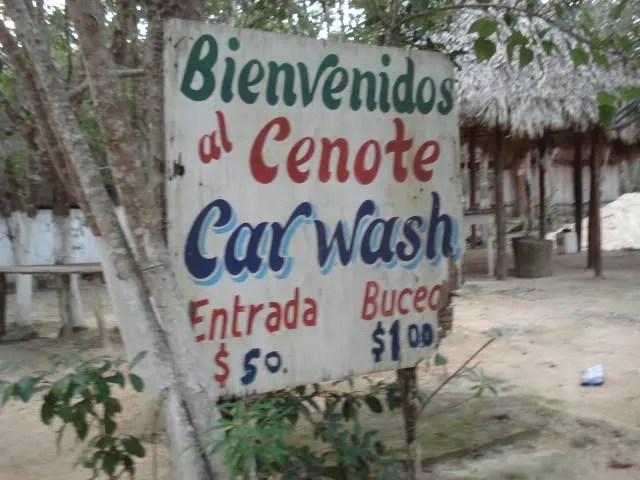 Bienvenidos
al Cenote
Car Wash
Entrada Buceo
$50. $100